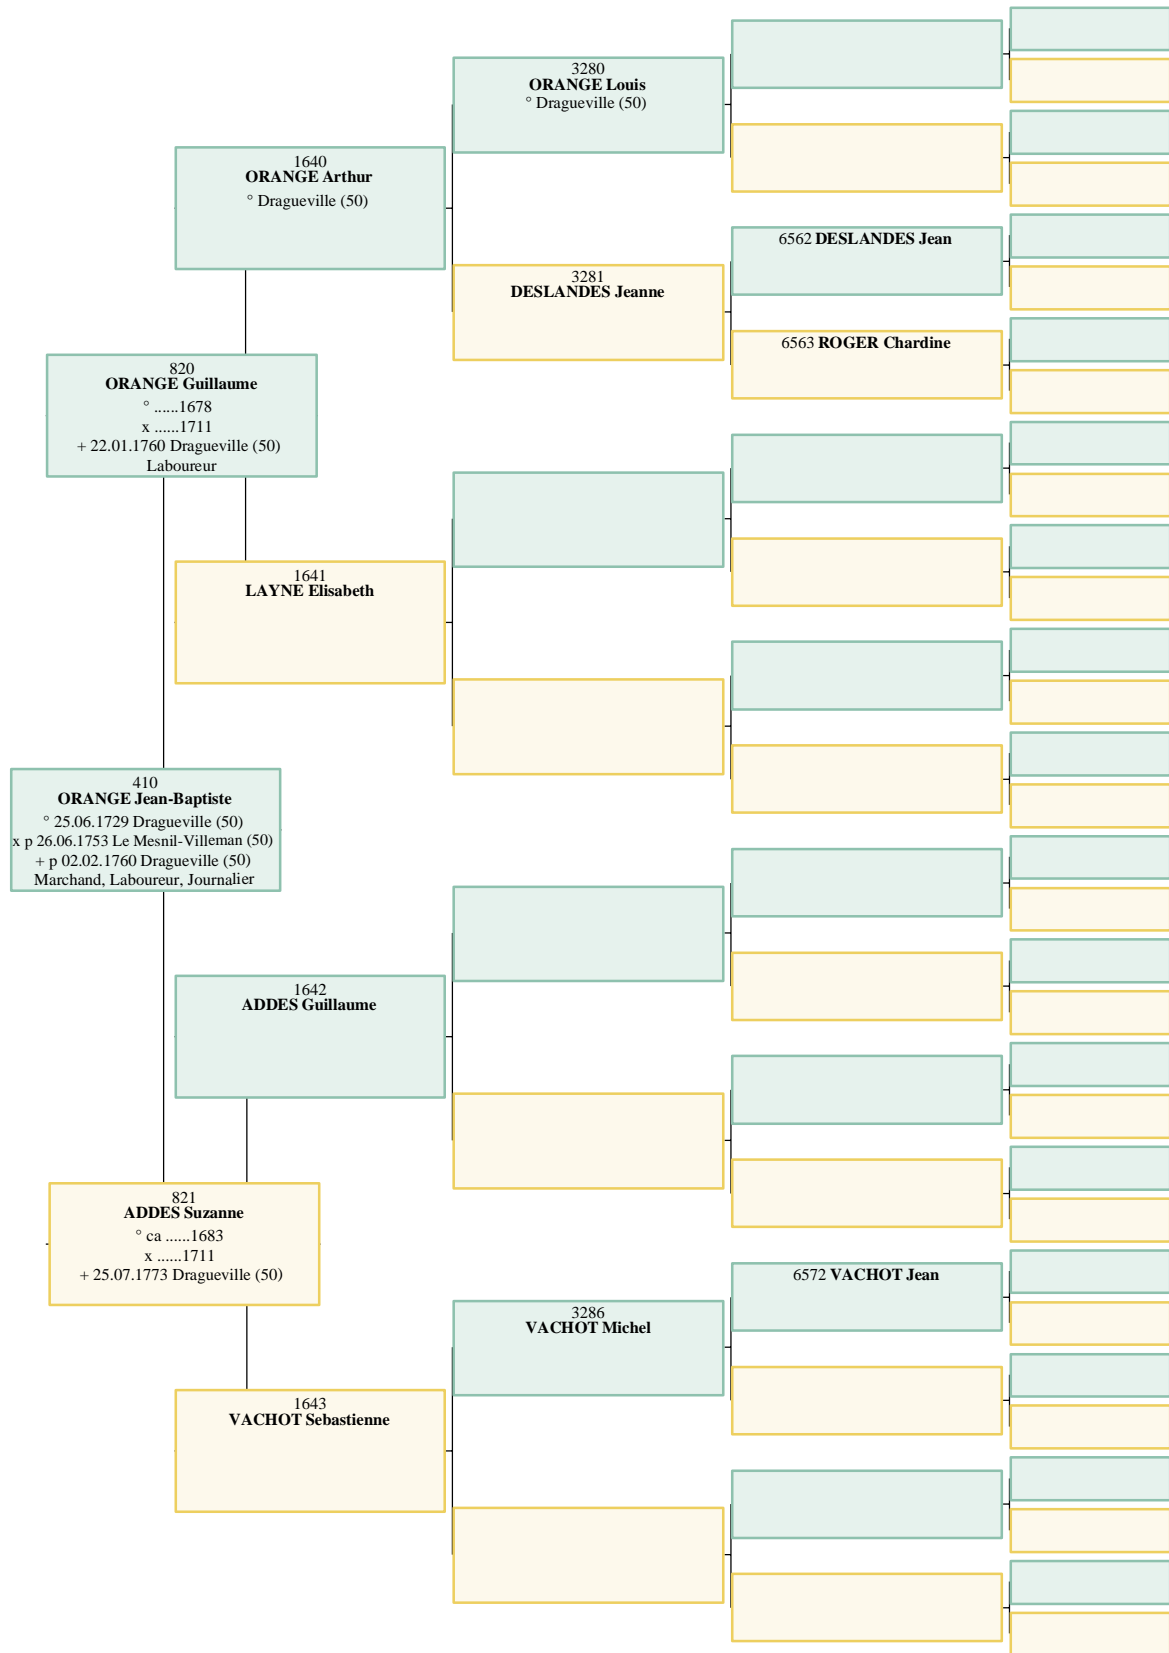 3280
ORANGE Louis
° Dragueville (50)
1640
ORANGE Arthur
° Dragueville (50)
6562 DESLANDES Jean
3281
DESLANDES Jeanne
6563 ROGER Chardine
820
ORANGE Guillaume
° ......1678
x ......1711
+ 22.01.1760 Dragueville (50)
Laboureur
1641
LAYNE Elisabeth
410
ORANGE Jean-Baptiste
° 25.06.1729 Dragueville (50)
x p 26.06.1753 Le Mesnil-Villeman (50)
+ p 02.02.1760 Dragueville (50)
Marchand, Laboureur, Journalier
1642
ADDES Guillaume
821
ADDES Suzanne
° ca ......1683
x ......1711
+ 25.07.1773 Dragueville (50)
6572 VACHOT Jean
3286
VACHOT Michel
1643
VACHOT Sebastienne